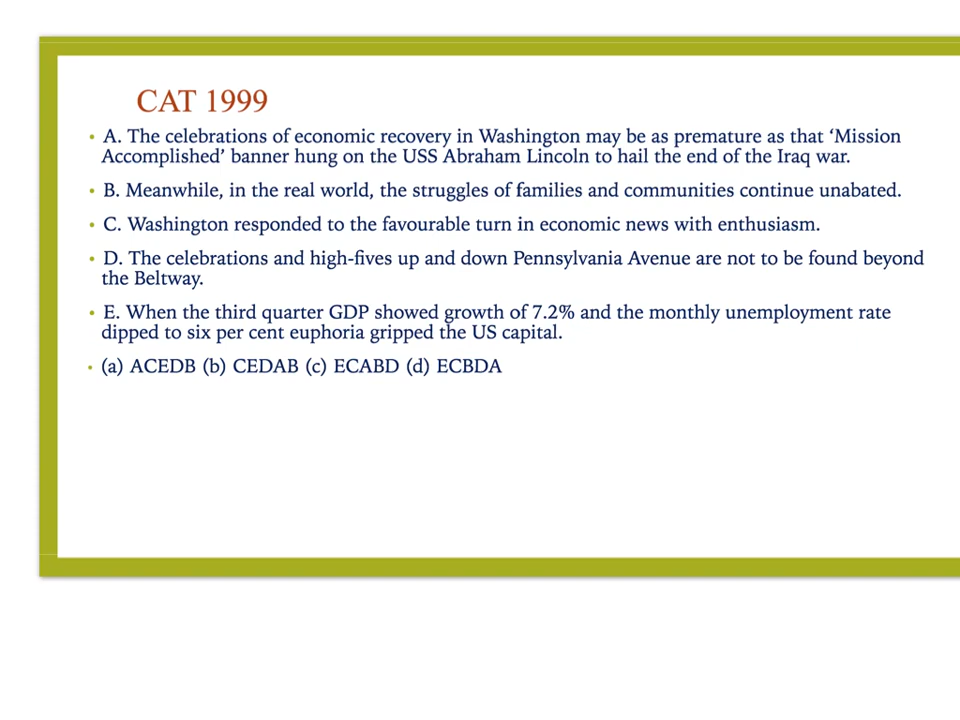 CAT 1999
• A. The celebrations of economic recovery in Washington may be as premature as that ‘Mission
Accomplished’ banner hung on the USS Abraham Lincoln to hail the end of the Iraq war.
• B. Meanwhile, in the real world, the struggles of families and communities continue unabated.
• C. Washington responded to the favourable turn in economic news with enthusiasm.
• D. The celebrations and high-fives up and down Pennsylvania Avenue are not to be found beyond
the Beltway.
• E. When the third quarter GDP showed growth of 7.2% and the monthly unemployment rate
dipped to six per cent euphoria gripped the US capital.
• (a) ACEDB (b) CEDAB (c) ECABD (d) ECBDA